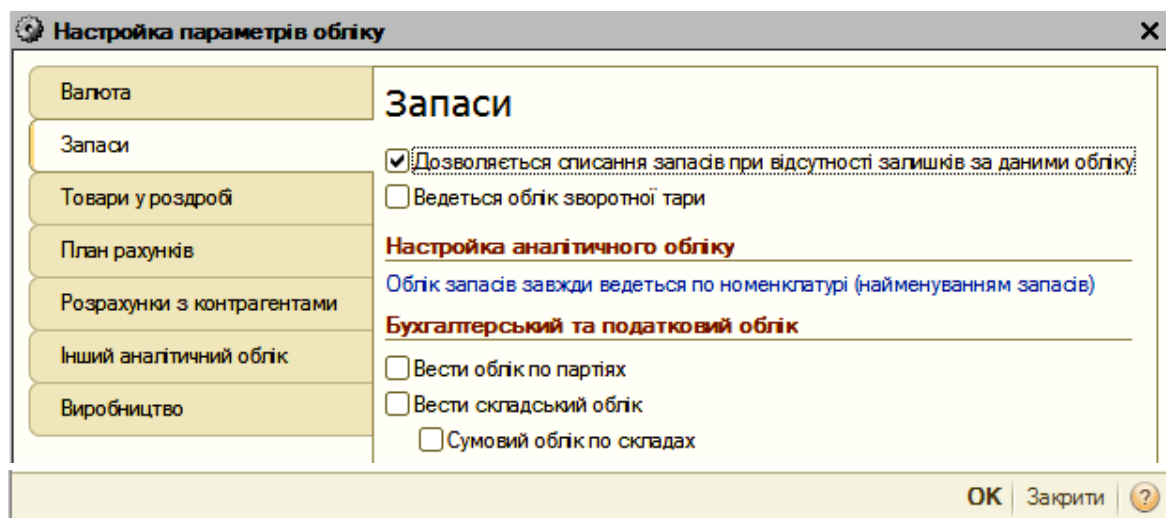 Настройка параметрів обліку
Валюта
Запаси
Товари у роздробі
План рахунків
Розрахунки з контрагентами
Інший аналітичний облік
Виробництво
Запаси
Дозволяється списання запасів при відсутності залишків за даними обліку
Ведеться облік зворотної тари
Настройка аналітичного обліку
Облік запасів завжди ведеться по номенклатурі (найменуванням запасів)
Бухгалтерський та податковий облік
Вести облік по партіях
Вести складський облік
Сумовий облік по складах
ОК Закрити ?